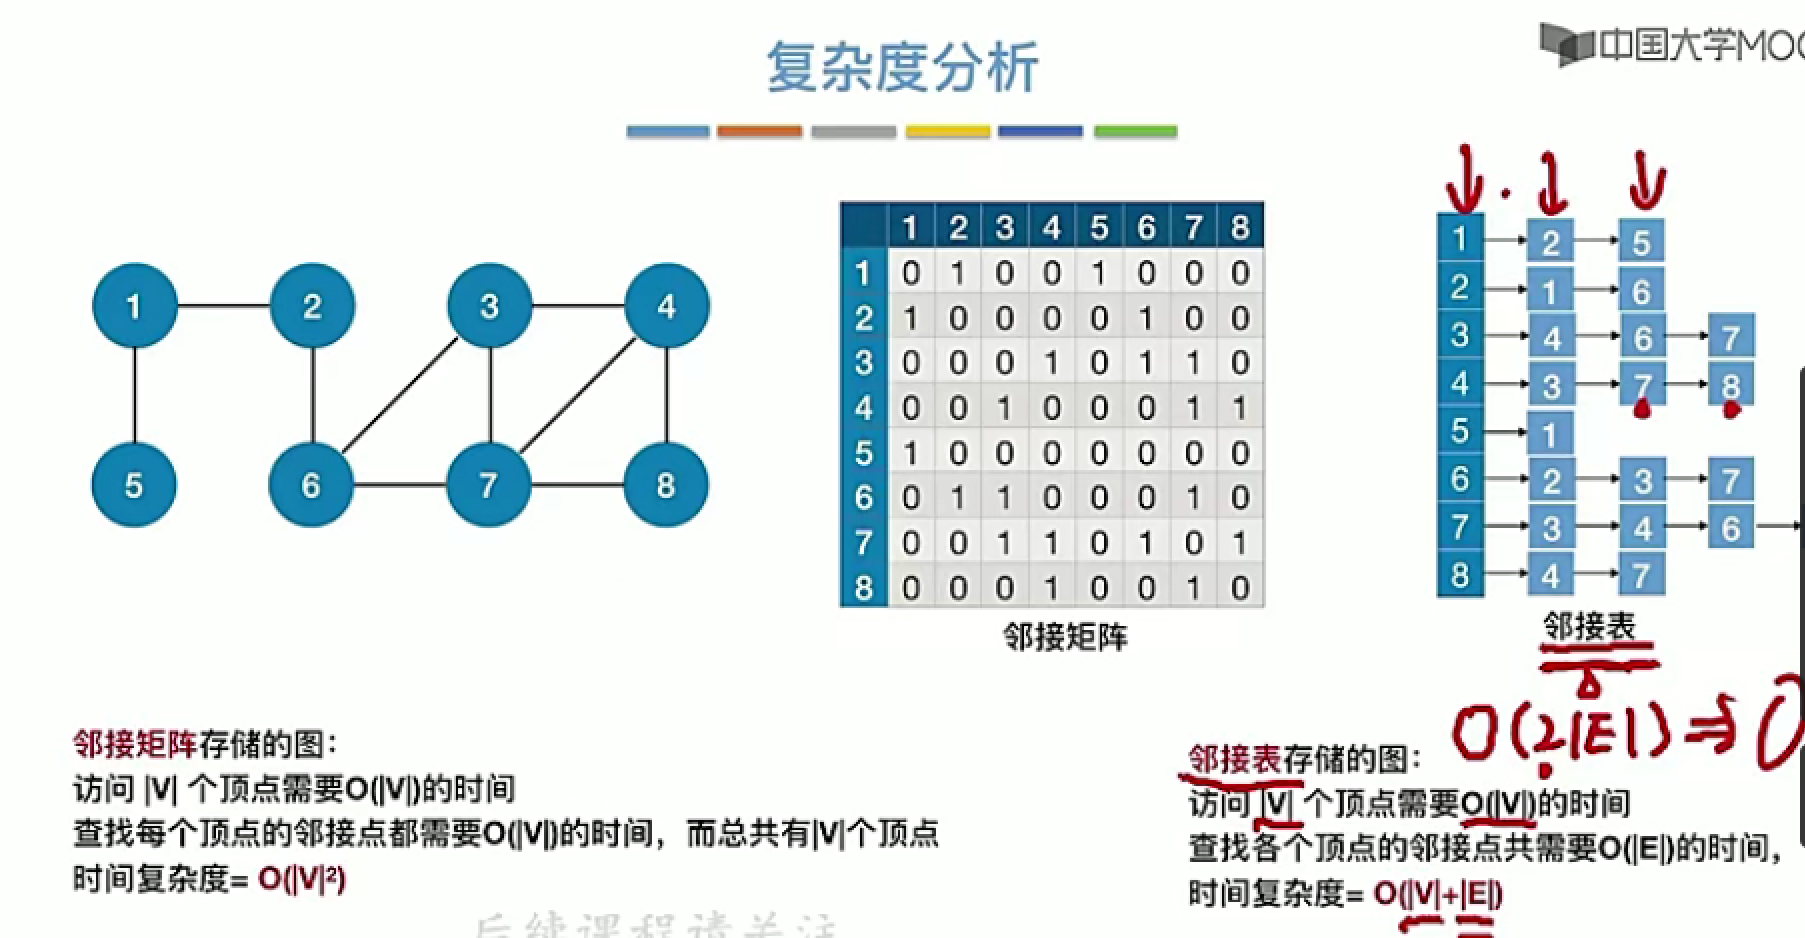 复杂度分析
中国大学MOO
1 2 3 4
5 6 7 8
1 2 3 4 5 6 7 8
1 0 1 0 0 1 0 0 0
2 1 0 0 0 0 1 0 0
3 0 0 0 1 0 1 1 0
4 0 0 1 0 0 0 1 1
5 1 0 0 0 0 0 0 0
6 0 1 1 0 0 0 1 0
7 0 0 1 1 0 1 0 1
8 0 0 0 1 0 0 1 0
邻接矩阵
1 2 5
2 1 6
3 4 6 7
4 3 7 8
5 1
6 2 3 7
7 3 4 6
8 4 7
邻接表
O(2|E|) ⇒ O
邻接矩阵存储的图：
访问 |V| 个顶点需要O(|V|)的时间
查找每个顶点的邻接点都需要O(|V|)的时间，而总共有|V|个顶点
时间复杂度= O(|V|²)
邻接表存储的图：
访问 |V| 个顶点需要O(|V|)的时间
查找各个顶点的邻接点共需要O(|E|)的时间，
时间复杂度= O(|V|+|E|)
后续课程请关注